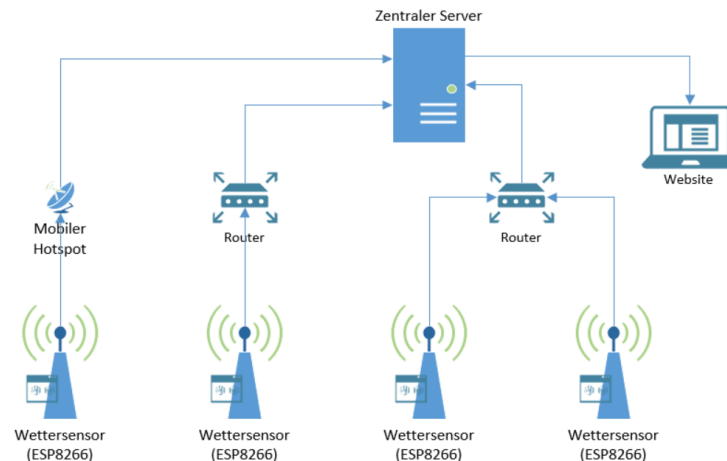 Zentraler Server
Website
Mobiler
Hotspot
Router
Router
Wettersensor
(ESP8266)
Wettersensor
(ESP8266)
Wettersensor
(ESP8266)
Wettersensor
(ESP8266)